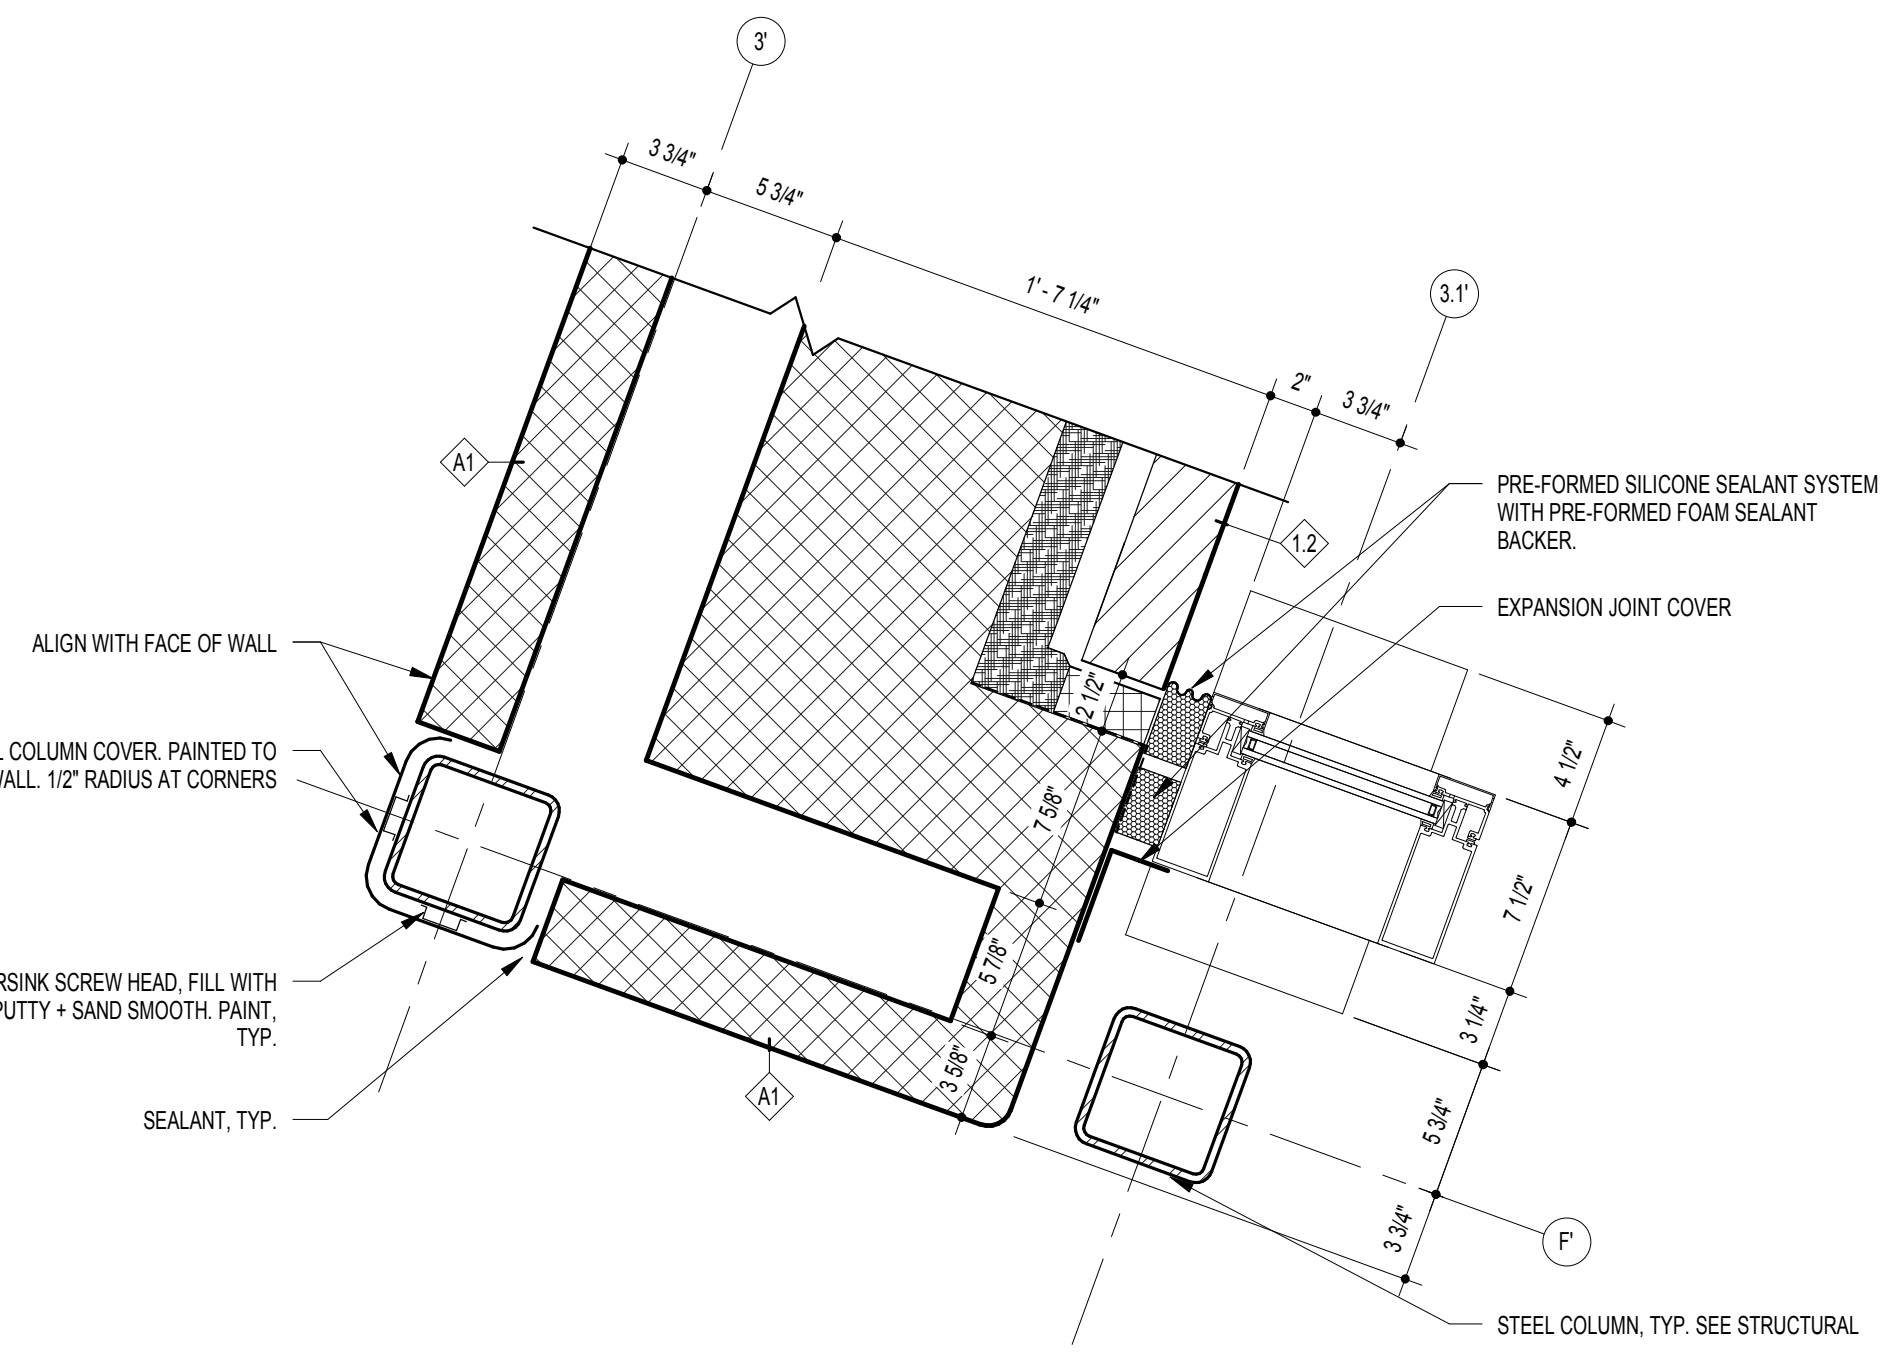 3'
3 3/4"
5 3/4"
1' - 7 1/4"
3.1'
2"
3 3/4"
A1
1.2
PRE-FORMED SILICONE SEALANT SYSTEM
WITH PRE-FORMED FOAM SEALANT
BACKER.
EXPANSION JOINT COVER
ALIGN WITH FACE OF WALL
2 1/2"
4 1/2"
L COLUMN COVER. PAINTED TO
WALL. 1/2" RADIUS AT CORNERS
7 5/8"
7 1/2"
5 7/8"
RSINK SCREW HEAD, FILL WITH
PUTTY + SAND SMOOTH. PAINT,
TYP.
3 1/4"
3 5/8"
A1
SEALANT, TYP.
5 3/4"
3 3/4"
F'
STEEL COLUMN, TYP. SEE STRUCTURAL